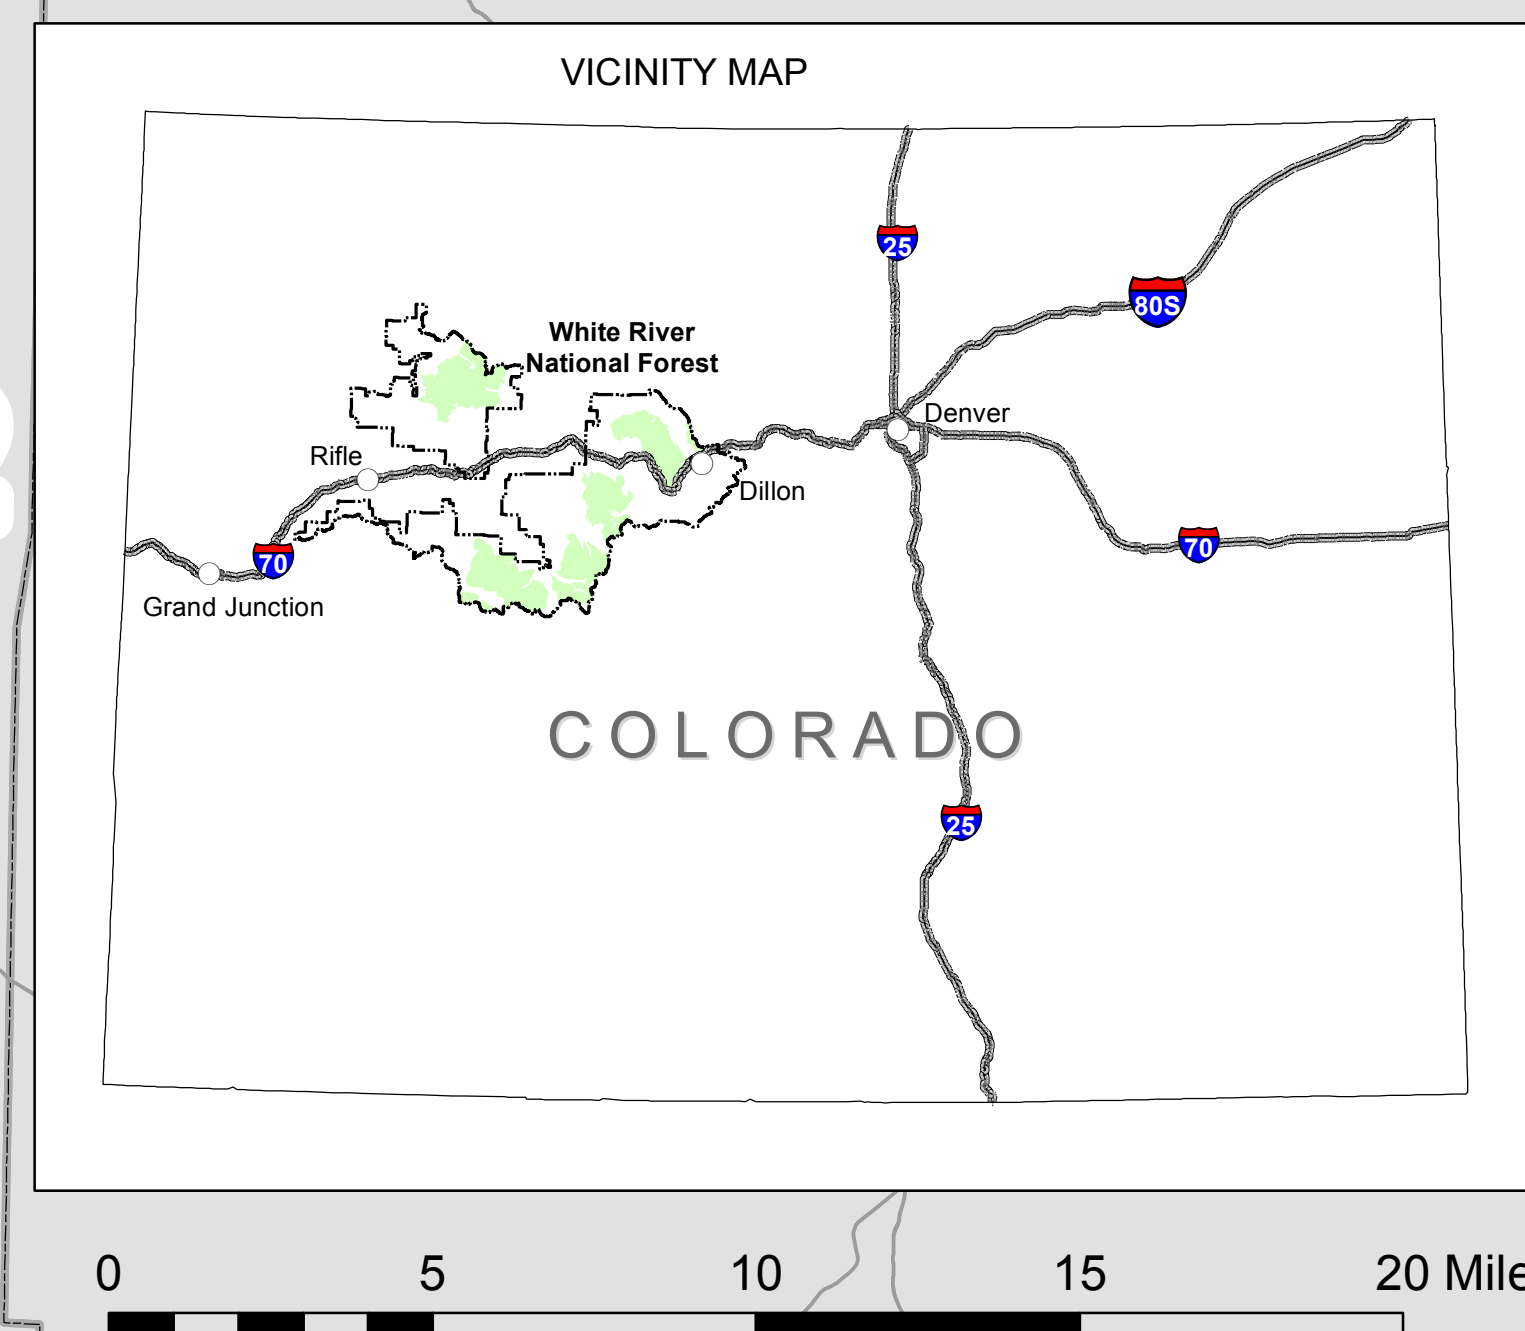 VICINITY MAP
25
80S
White River
National Forest
Denver
Rifle
Dillon
70
70
Grand Junction
COLORADO
25
0 5 10 15 20 Mile